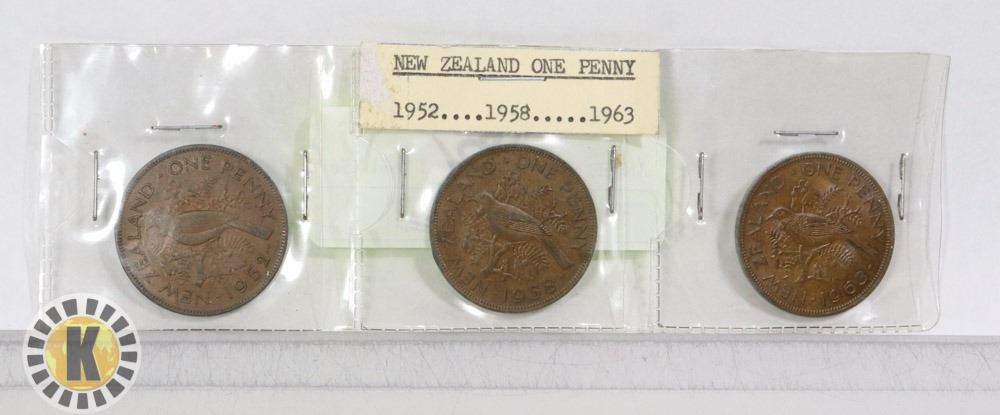 NEW ZEALAND ONE PENNY
1952....1958.....1963
NEW ZEALAND · ONE PENNY · 1952 ·
NEW ZEALAND · ONE PENNY · 1958 ·
NEW ZEALAND · ONE PENNY · 1963 ·
K